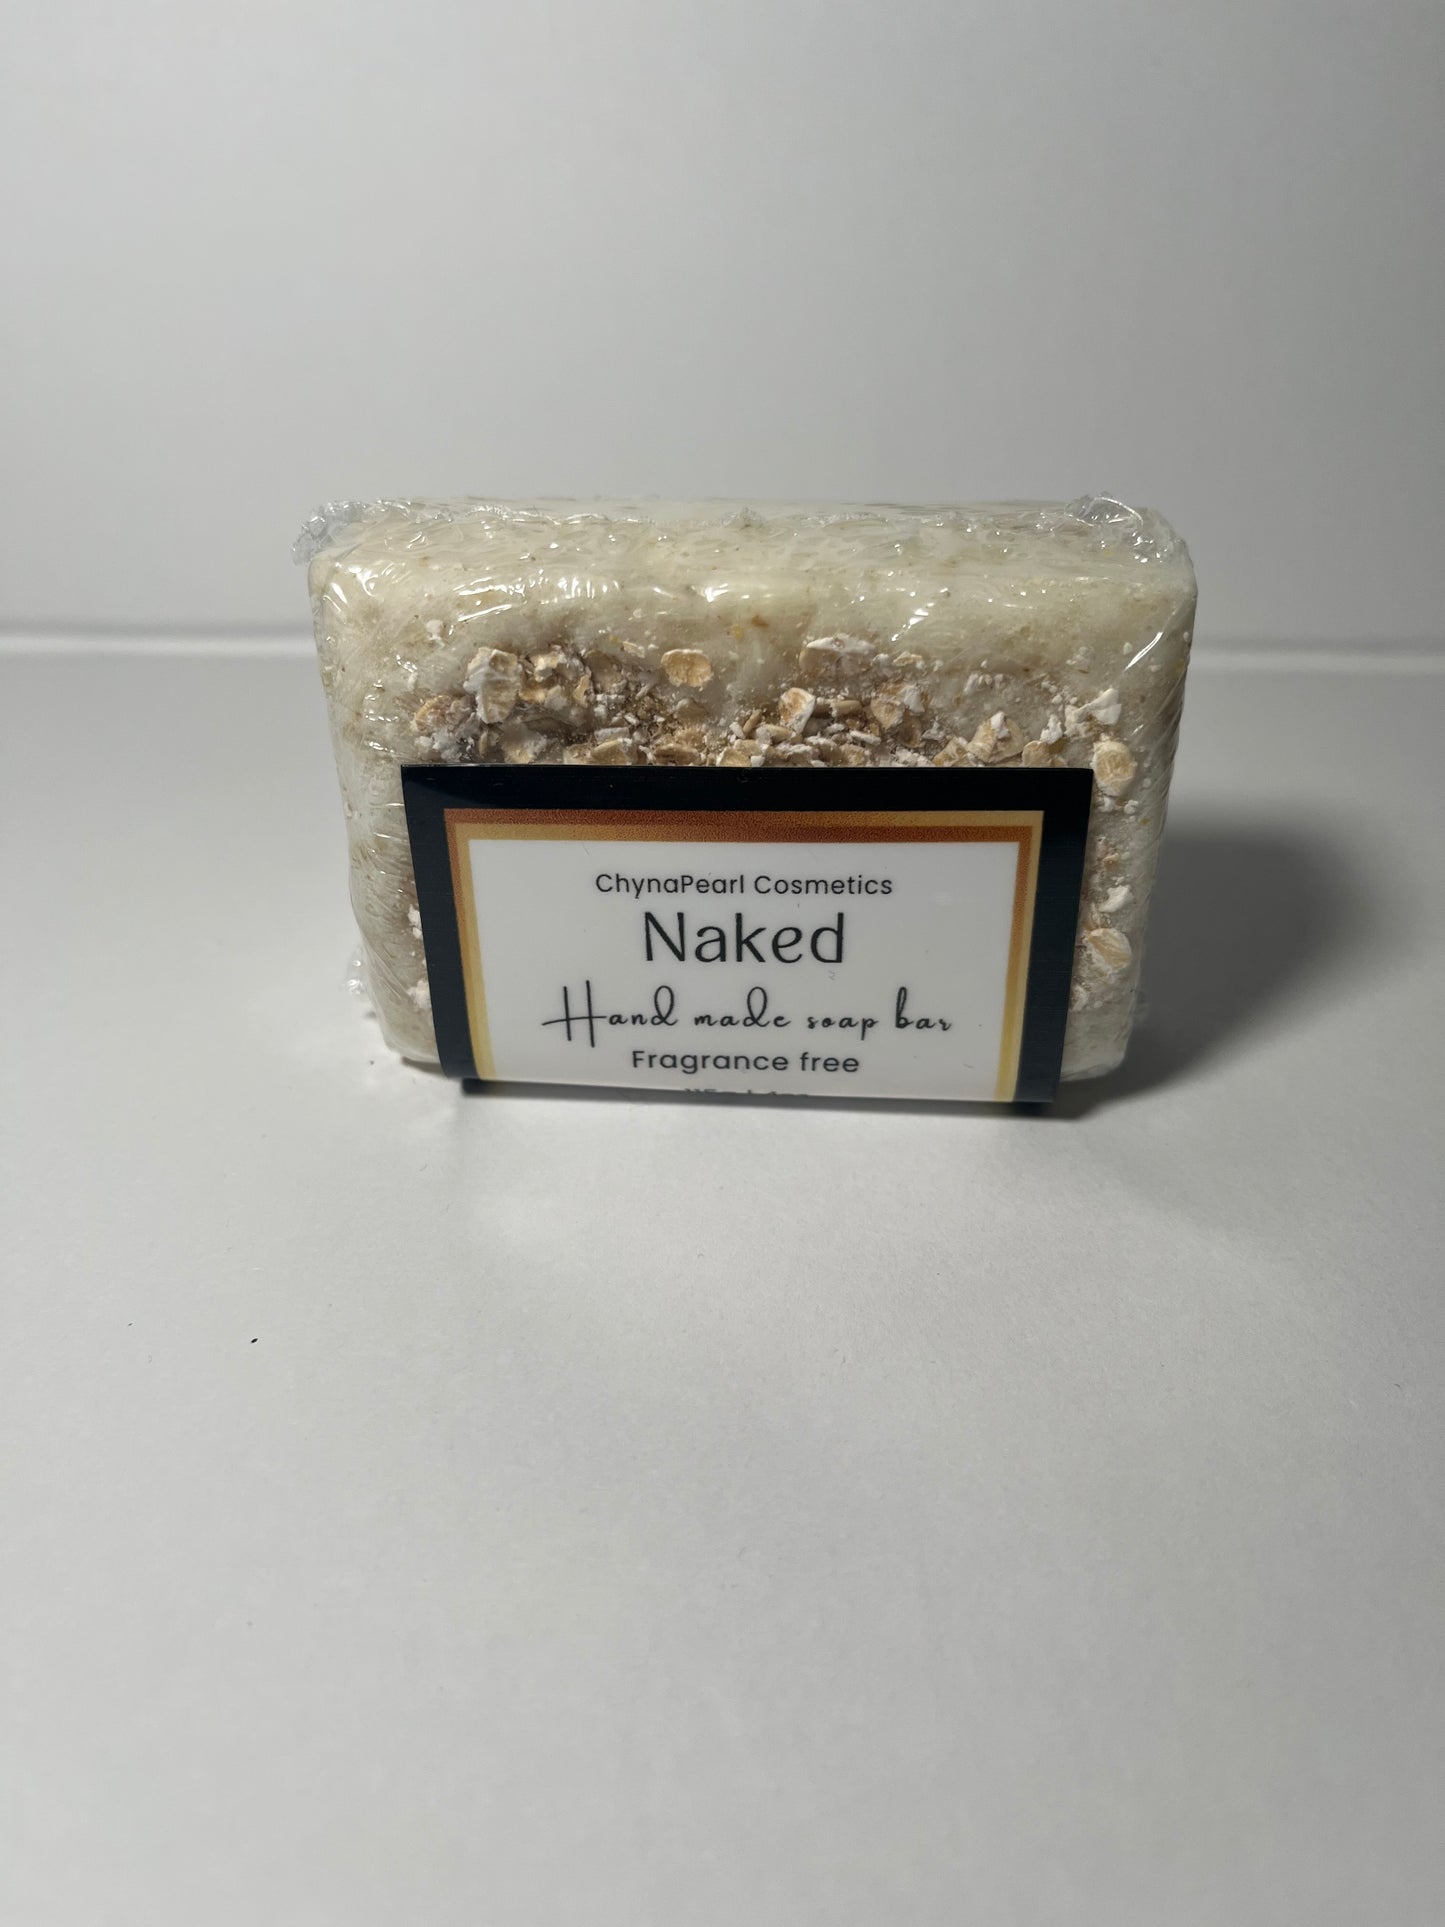 ChynaPearl Cosmetics
Naked
Hand made soap bar
Fragrance free